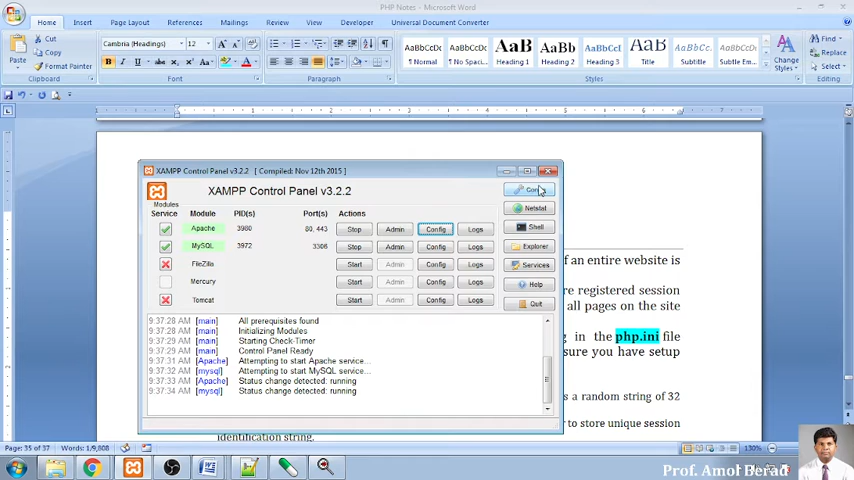 PHP Notes – Microsoft Word
Home Insert Page Layout References Mailings Review View Developer Universal Document Converter
Paste
Cut
Copy
Format Painter
Clipboard
Cambria (Headings) 12
Font
Paragraph
AaBbCcDc AaBbCcDc AaBb AaBbCc AaBbCc AaBb AaBbCc AaBbCcD
¶ Normal ¶ No Spaci... Heading 1 Heading 2 Heading 3 Title Subtitle Subtle Em...
Change Styles
Styles
Find
Replace
Select
Editing
XAMPP Control Panel v3.2.2 [ Compiled: Nov 12th 2015 ]
XAMPP Control Panel v3.2.2
Modules
Service Module PID(s) Port(s) Actions
Apache 3980 80, 443 Stop Admin Config Logs
MySQL 3972 3306 Stop Admin Config Logs
FileZilla Start Admin Config Logs
Mercury Start Admin Config Logs
Tomcat Start Admin Config Logs
Netstat
Shell
Explorer
Services
Help
Quit
9:37:28 AM [main] All prerequisites found
9:37:28 AM [main] Initializing Modules
9:37:29 AM [main] Starting Check-Timer
9:37:29 AM [main] Control Panel Ready
9:37:31 AM [Apache] Attempting to start Apache service...
9:37:31 AM [mysql] Attempting to start MySQL service...
9:37:33 AM [Apache] Status change detected: running
9:37:34 AM [mysql] Status change detected: running
of an entire website is
re registered session
all pages on the site
g in the php.ini file
sure you have setup
s a random string of 32
to store unique session
identification string.
Page: 35 of 37 Words: 1/9,808 130%
Prof. Amol Berad